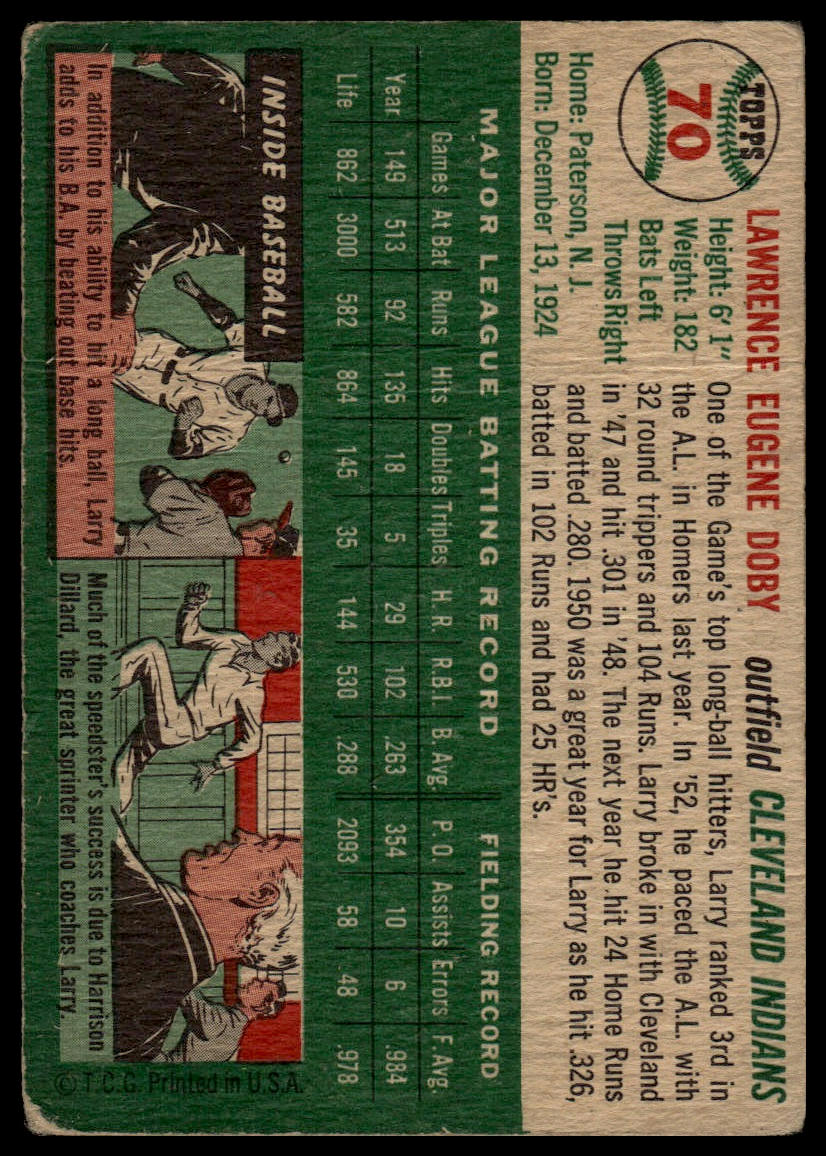 TOPPS
70
LAWRENCE EUGENE DOBY outfield CLEVELAND INDIANS
Height: 6' 1"
Weight: 182
Bats Left
Throws Right
Home: Paterson, N. J.
Born: December 13, 1924
One of the Game's top long-ball hitters, Larry ranked 3rd in
the A.L. in Homers last year. In '52, he paced the A.L. with
32 round trippers and 104 Runs. Larry broke in with Cleveland
in '47 and hit .301 in '48. The next year he hit 24 Home Runs
and batted .280. 1950 was a great year for Larry as he hit .326,
batted in 102 Runs and had 25 HR's.
MAJOR LEAGUE BATTING RECORD FIELDING RECORD
Games At Bat Runs Hits Doubles Triples H. R. R.B.I. B. Avg. P. O. Assists Errors F. Avg.
Year 149 513 92 135 18 5 29 102 .263 354 10 6 .984
Life 862 3000 582 864 145 35 144 530 .288 2093 58 48 .978
INSIDE BASEBALL
In addition to his ability to hit a long ball, Larry
adds to his B.A. by beating out base hits.
Much of the speedster's success is due to Harrison
Dillard, the great sprinter who coaches Larry.
© T.C.G. Printed in U.S.A.